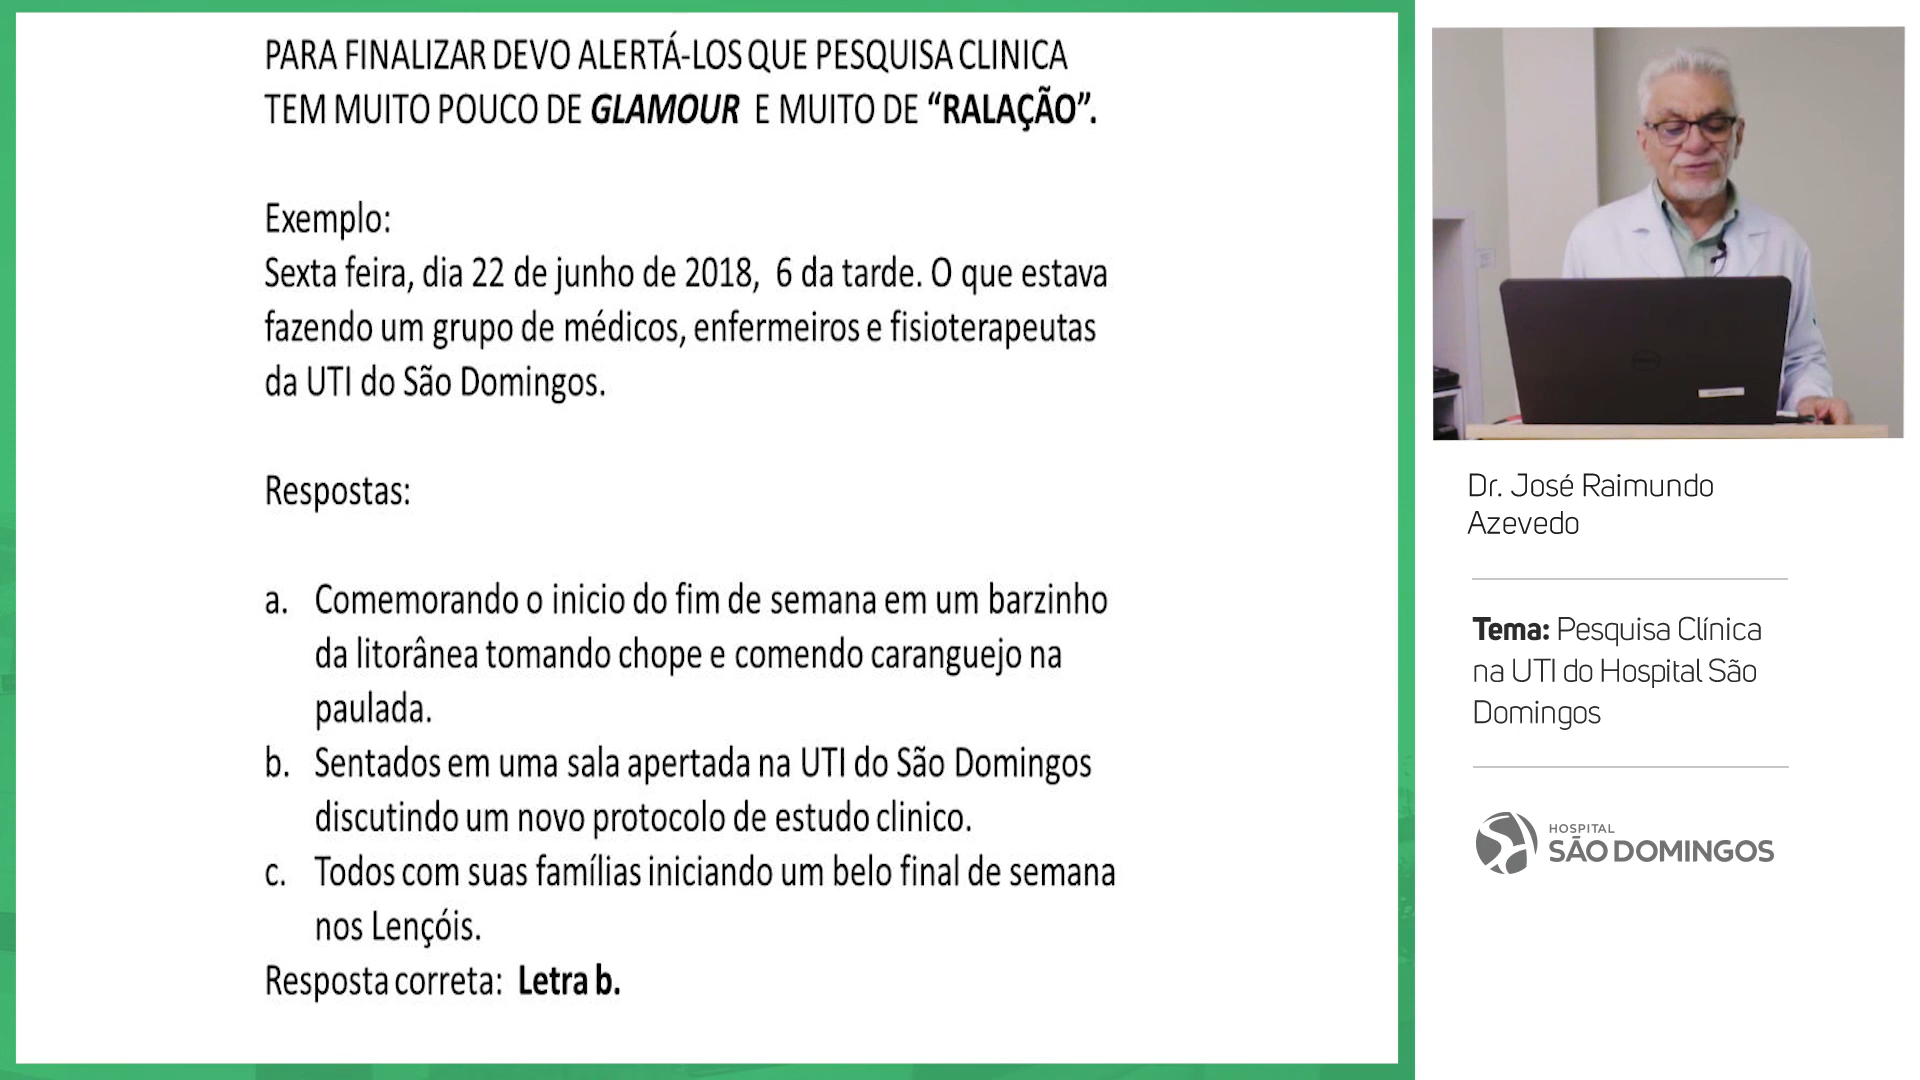 PARA FINALIZAR DEVO ALERTÁ-LOS QUE PESQUISA CLINICA
TEM MUITO POUCO DE GLAMOUR E MUITO DE “RALAÇÃO”.
Exemplo:
Sexta feira, dia 22 de junho de 2018, 6 da tarde. O que estava
fazendo um grupo de médicos, enfermeiros e fisioterapeutas
da UTI do São Domingos.
Respostas:
a. Comemorando o inicio do fim de semana em um barzinho
da litorânea tomando chope e comendo caranguejo na
paulada.
b. Sentados em uma sala apertada na UTI do São Domingos
discutindo um novo protocolo de estudo clinico.
c. Todos com suas famílias iniciando um belo final de semana
nos Lençóis.
Resposta correta: Letra b.
Dr. José Raimundo
Azevedo
Tema: Pesquisa Clínica
na UTI do Hospital São
Domingos
HOSPITAL
SÃO DOMINGOS